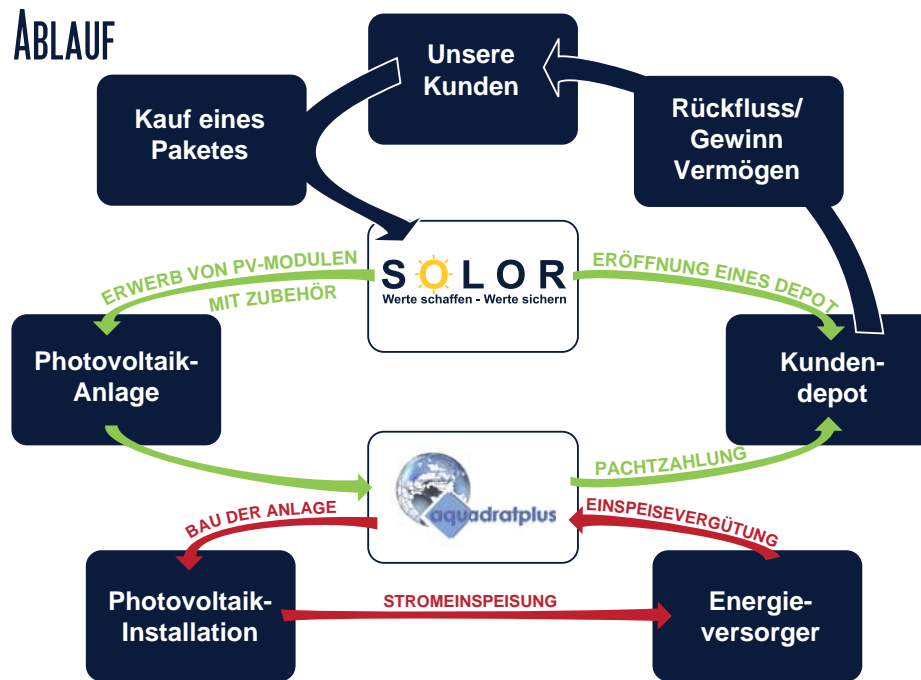 ABLAUF
Unsere
Kunden
Kauf eines
Paketes
Rückfluss/
Gewinn
Vermögen
SOLOR
Werte schaffen - Werte sichern
ERWERB VON PV-MODULEN
MIT ZUBEHÖR
ERÖFFNUNG EINES DEPOT
Photovoltaik-
Anlage
Kunden-
depot
aquadratplus
PACHTZAHLUNG
BAU DER ANLAGE
EINSPEISEVERGÜTUNG
Photovoltaik-
Installation
STROMEINSPEISUNG
Energie-
versorger